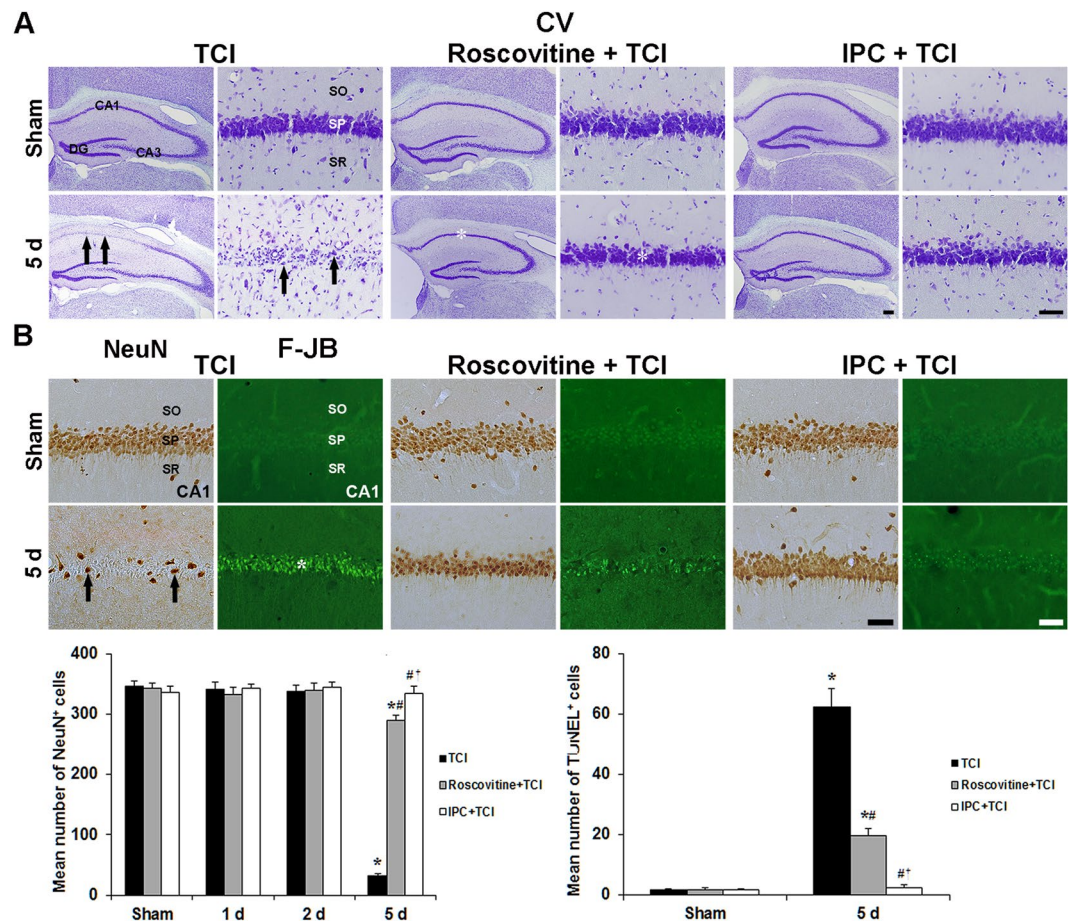 A
CV
TCI Roscovitine + TCI IPC + TCI
Sham
CA1
DG
CA3
SO
SP
SR
5 d
*
*
B
NeuN F-JB
TCI Roscovitine + TCI IPC + TCI
Sham
SO
SP
SR
CA1
SO
SP
SR
CA1
5 d
*
Mean number of NeuN+ cells
400
300
200
100
0
*
*#
#†
Sham 1 d 2 d 5 d
TCI
Roscovitine+TCI
IPC+TCI
Mean number of TUNEL+ cells
80
60
40
20
0
*
*#
#†
Sham 5 d
TCI
Roscovitine+TCI
IPC+TCI